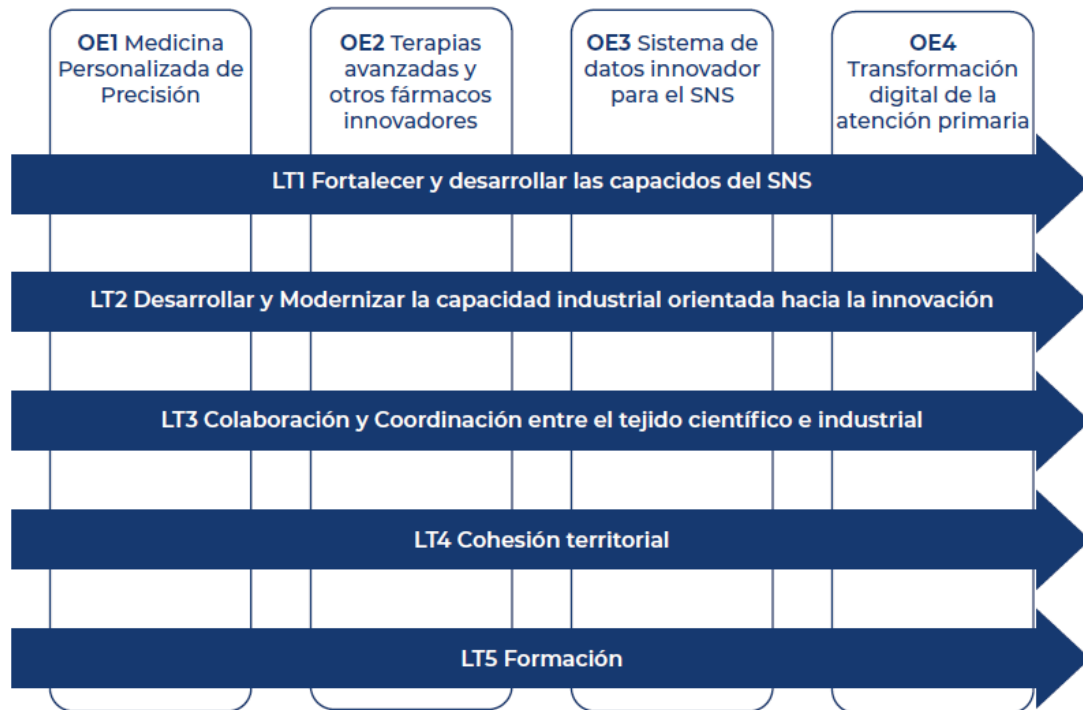 OE1 Medicina
Personalizada de
Precisión
OE2 Terapias
avanzadas y
otros fármacos
innovadores
OE3 Sistema de
datos innovador
para el SNS
OE4
Transformación
digital de la
atención primaria
LT1 Fortalecer y desarrollar las capacidos del SNS
LT2 Desarrollar y Modernizar la capacidad industrial orientada hacia la innovación
LT3 Colaboración y Coordinación entre el tejido científico e industrial
LT4 Cohesión territorial
LT5 Formación